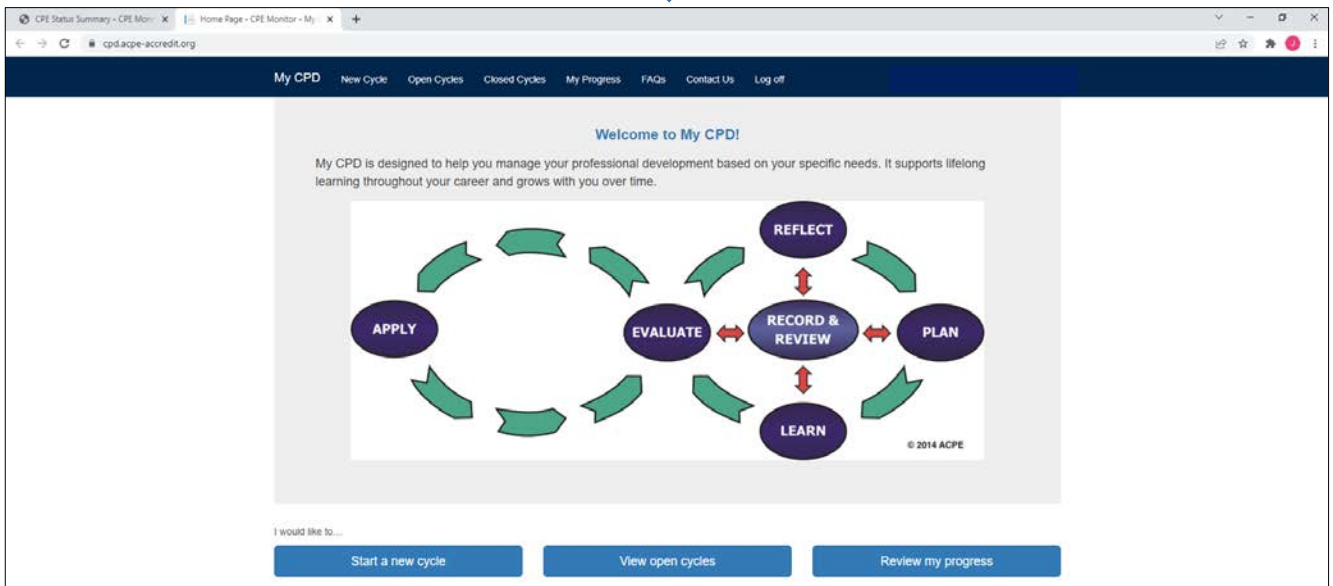 CPE Status Summary - CPE Mon
Home Page - CPE Monitor - My
cpd.acpe-accredit.org
My CPD New Cycle Open Cycles Closed Cycles My Progress FAQs Contact Us Log off
Welcome to My CPD!
My CPD is designed to help you manage your professional development based on your specific needs. It supports lifelong
learning throughout your career and grows with you over time.
REFLECT
APPLY
EVALUATE
RECORD &
REVIEW
PLAN
LEARN
© 2014 ACPE
I would like to...
Start a new cycle
View open cycles
Review my progress